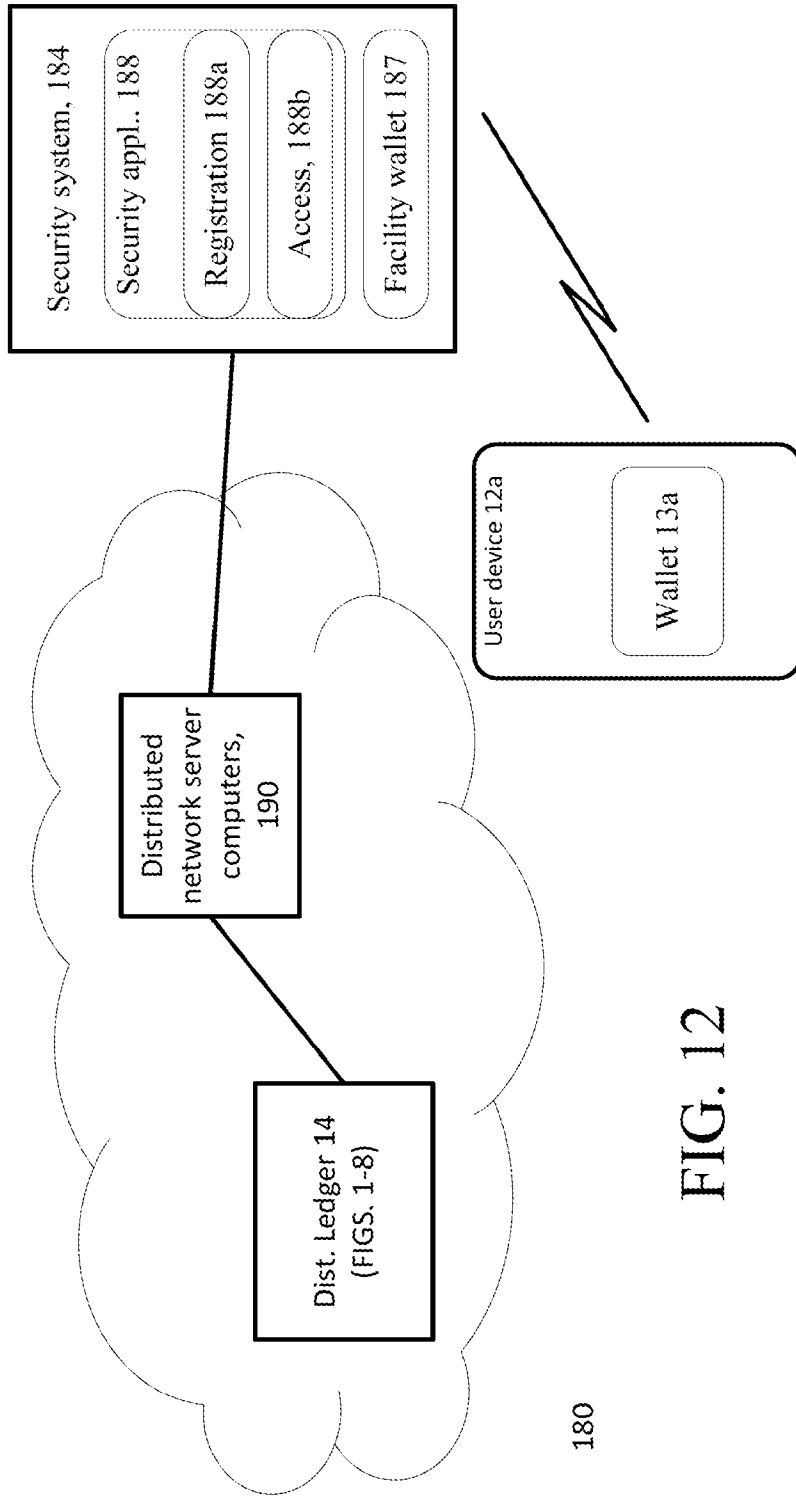 Security system, 184
Security appl.. 188
Registration 188a
Access, 188b
Facility wallet 187
Distributed
network server
computers,
190
User device 12a
Wallet 13a
Dist. Ledger 14
(FIGS. 1-8)
180
FIG. 12